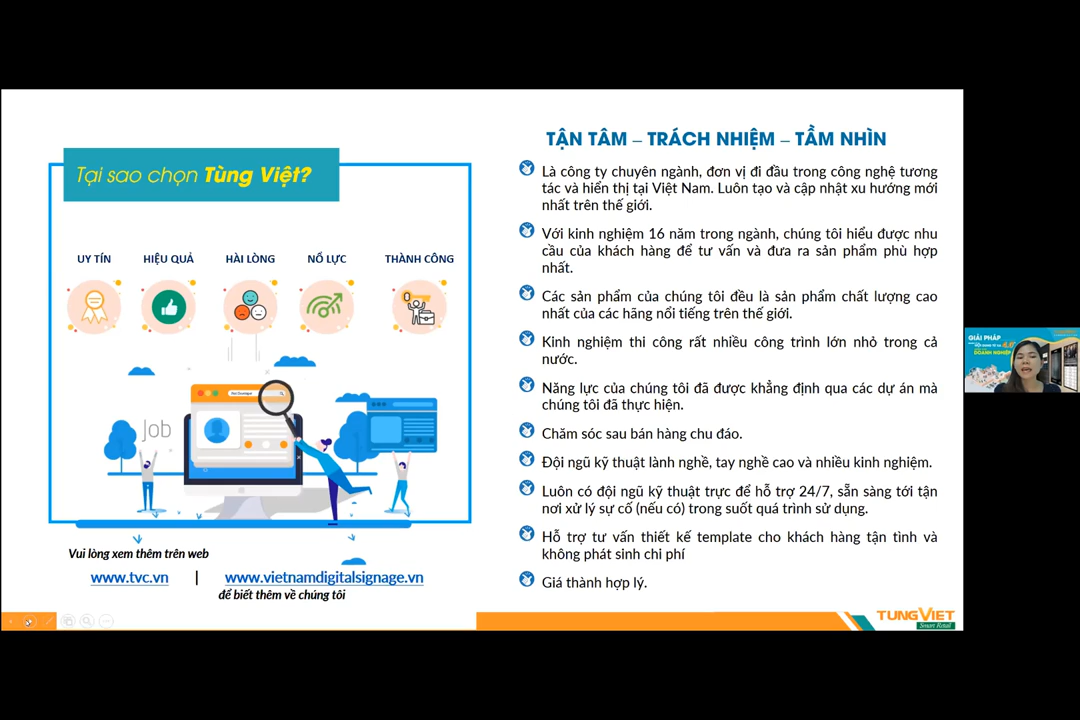 Tại sao chọn Tùng Việt?
UY TÍN
HIỆU QUẢ
HÀI LÒNG
NỖ LỰC
THÀNH CÔNG
Job
Vui lòng xem thêm trên web
www.tvc.vn | www.vietnamdigitalsignage.vn
để biết thêm về chúng tôi
TẬN TÂM – TRÁCH NHIỆM – TẦM NHÌN
Là công ty chuyên ngành, đơn vị đi đầu trong công nghệ tương
tác và hiển thị tại Việt Nam. Luôn tạo và cập nhật xu hướng mới
nhất trên thế giới.
Với kinh nghiệm 16 năm trong ngành, chúng tôi hiểu được nhu
cầu của khách hàng để tư vấn và đưa ra sản phẩm phù hợp
nhất.
Các sản phẩm của chúng tôi đều là sản phẩm chất lượng cao
nhất của các hãng nổi tiếng trên thế giới.
Kinh nghiệm thi công rất nhiều công trình lớn nhỏ trong cả
nước.
Năng lực của chúng tôi đã được khẳng định qua các dự án mà
chúng tôi đã thực hiện.
Chăm sóc sau bán hàng chu đáo.
Đội ngũ kỹ thuật lành nghề, tay nghề cao và nhiều kinh nghiệm.
Luôn có đội ngũ kỹ thuật trực để hỗ trợ 24/7, sẵn sàng tới tận
nơi xử lý sự cố (nếu có) trong suốt quá trình sử dụng.
Hỗ trợ tư vấn thiết kế template cho khách hàng tận tình và
không phát sinh chi phí
Giá thành hợp lý.
TUNGVIET
Smart Retail
GIẢI PHÁP
DOANH NGHIỆP